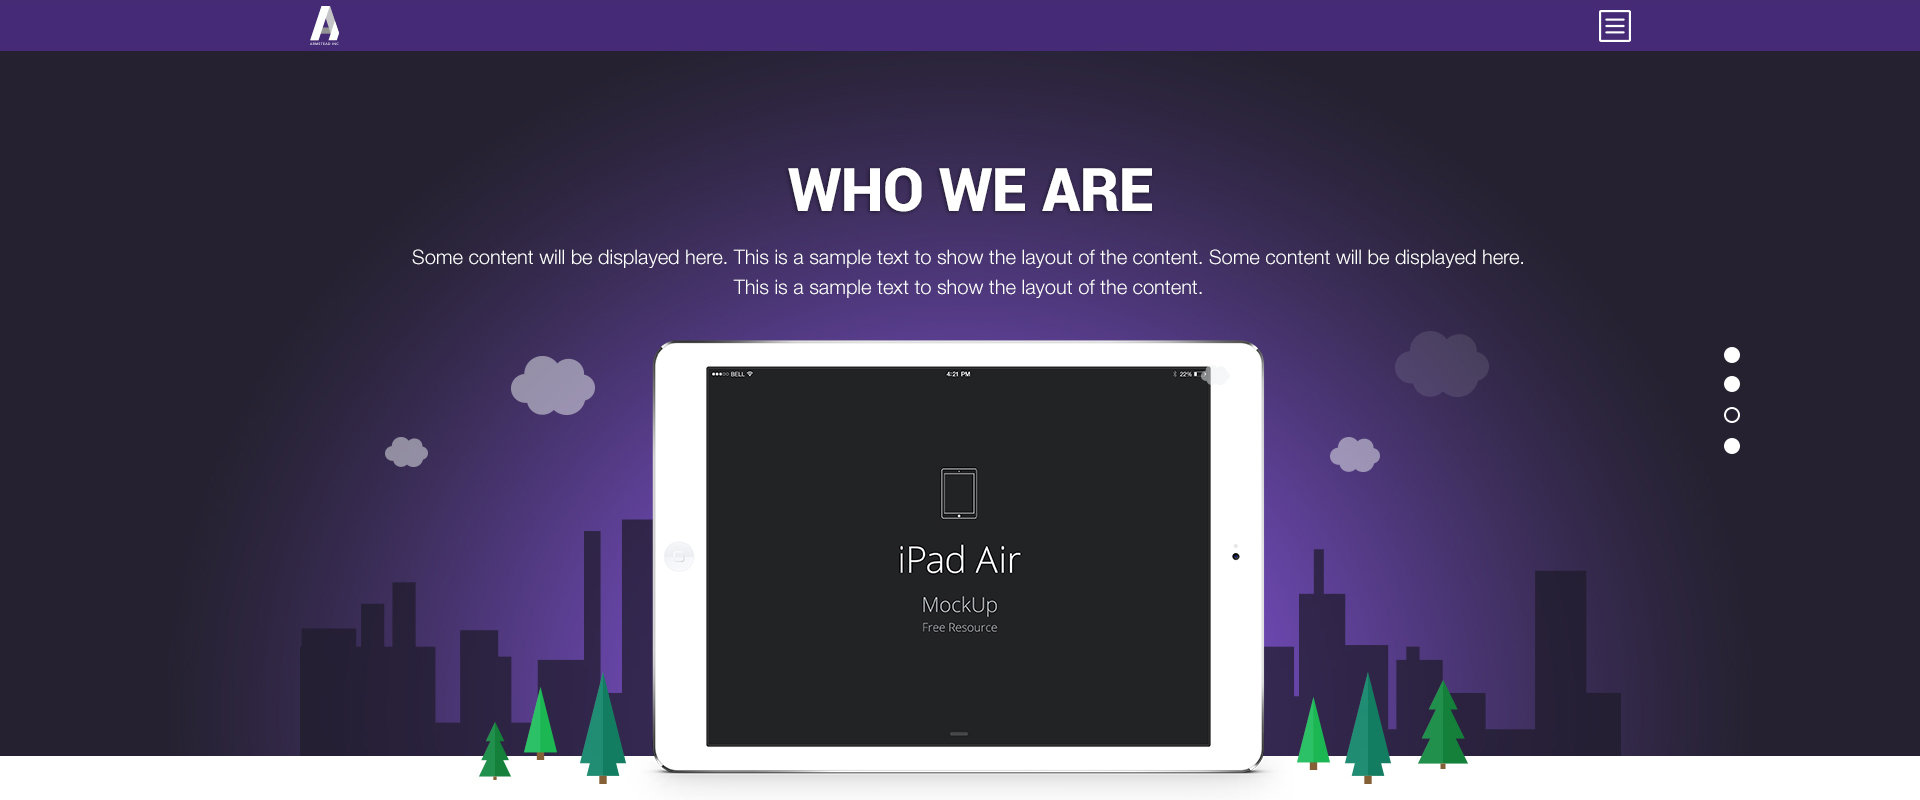 ARMSTEAD INC
WHO WE ARE
Some content will be displayed here. This is a sample text to show the layout of the content. Some content will be displayed here.
This is a sample text to show the layout of the content.
BELL 4:21 PM 22%
iPad Air
MockUp
Free Resource